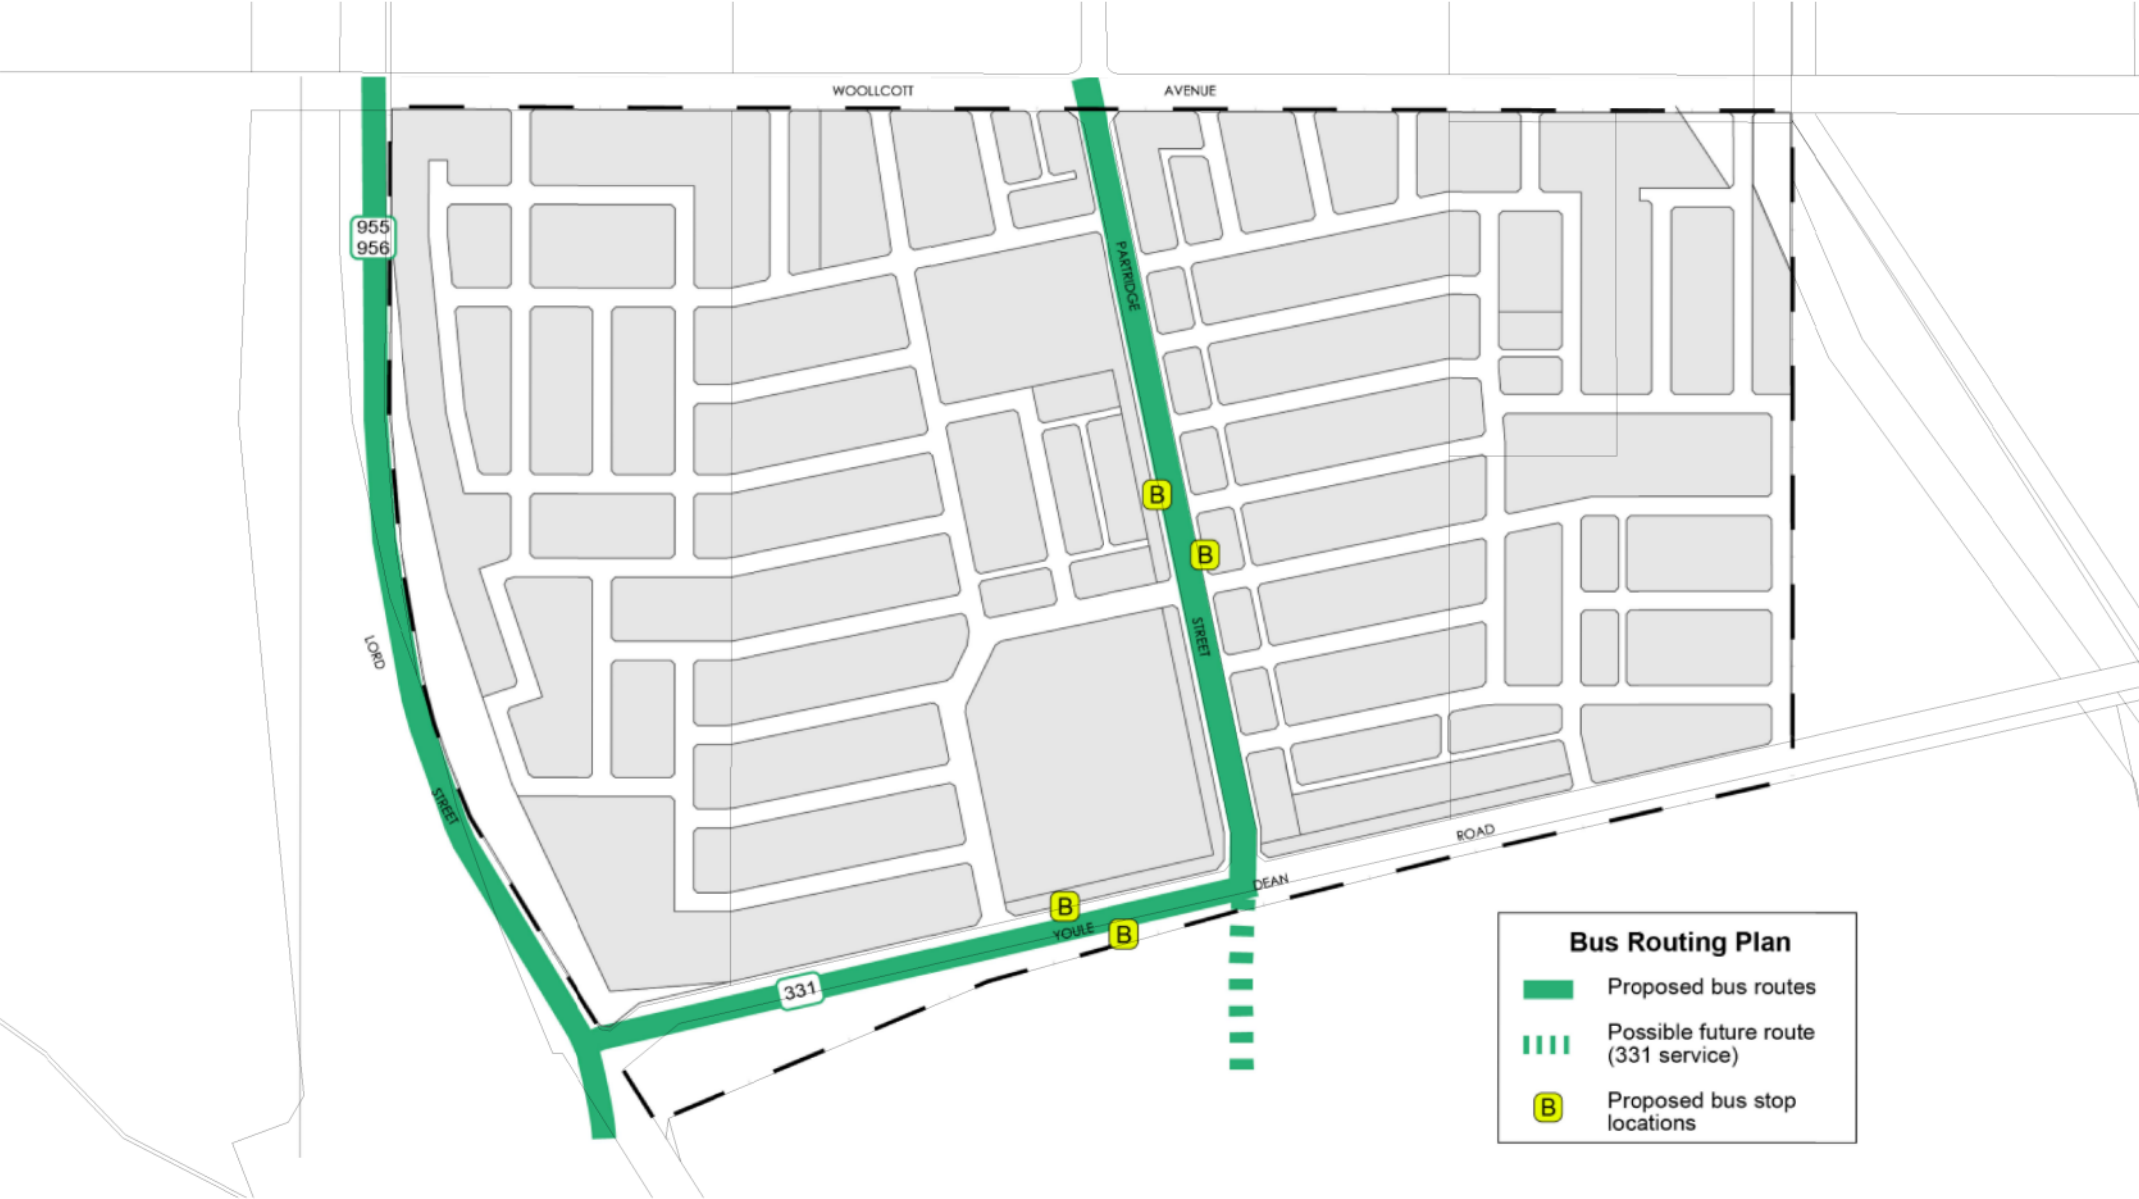 WOOLLCOTT
AVENUE
955
956
PARTRIDGE
B
B
STREET
LORD
STREET
ROAD
DEAN
B
B
YOULE
331
Bus Routing Plan
Proposed bus routes
Possible future route
(331 service)
B
Proposed bus stop
locations